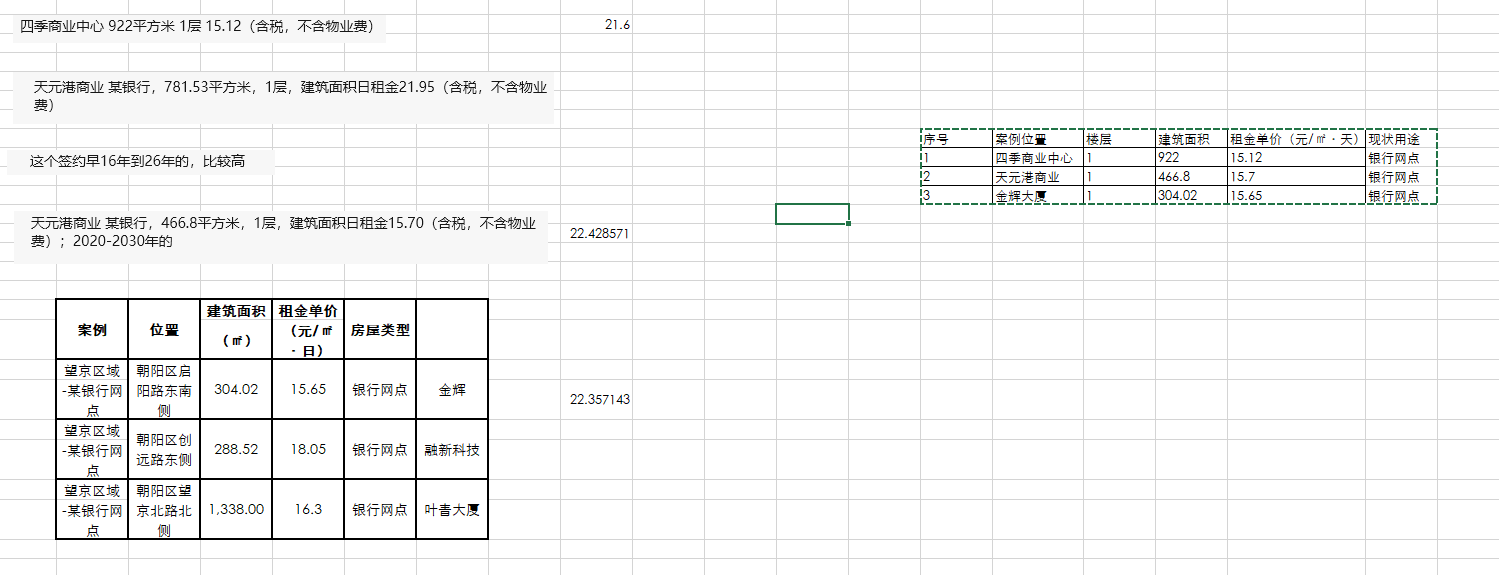 四季商业中心 922平方米 1层 15.12（含税，不含物业费）
21.6
天元港商业 某银行，781.53平方米，1层，建筑面积日租金21.95（含税，不含物业
费）
这个签约早16年到26年的，比较高
天元港商业 某银行，466.8平方米，1层，建筑面积日租金15.70（含税，不含物业
费）；2020-2030年的
22.428571
序号 案例位置 楼层 建筑面积 租金单价（元/㎡·天） 现状用途
1 四季商业中心 1 922 15.12 银行网点
2 天元港商业 1 466.8 15.7 银行网点
3 金辉大厦 1 304.02 15.65 银行网点
案例 位置 建筑面积 租金单价 房屋类型
（㎡） （元/㎡
·日）
望京区域 朝阳区启
-某银行网 阳路东南 304.02 15.65 银行网点 金辉
点 侧
22.357143
望京区域 朝阳区创
-某银行网 远路东侧 288.52 18.05 银行网点 融新科技
点
望京区域 朝阳区望
-某银行网 京北路北 1,338.00 16.3 银行网点 叶青大厦
点 侧